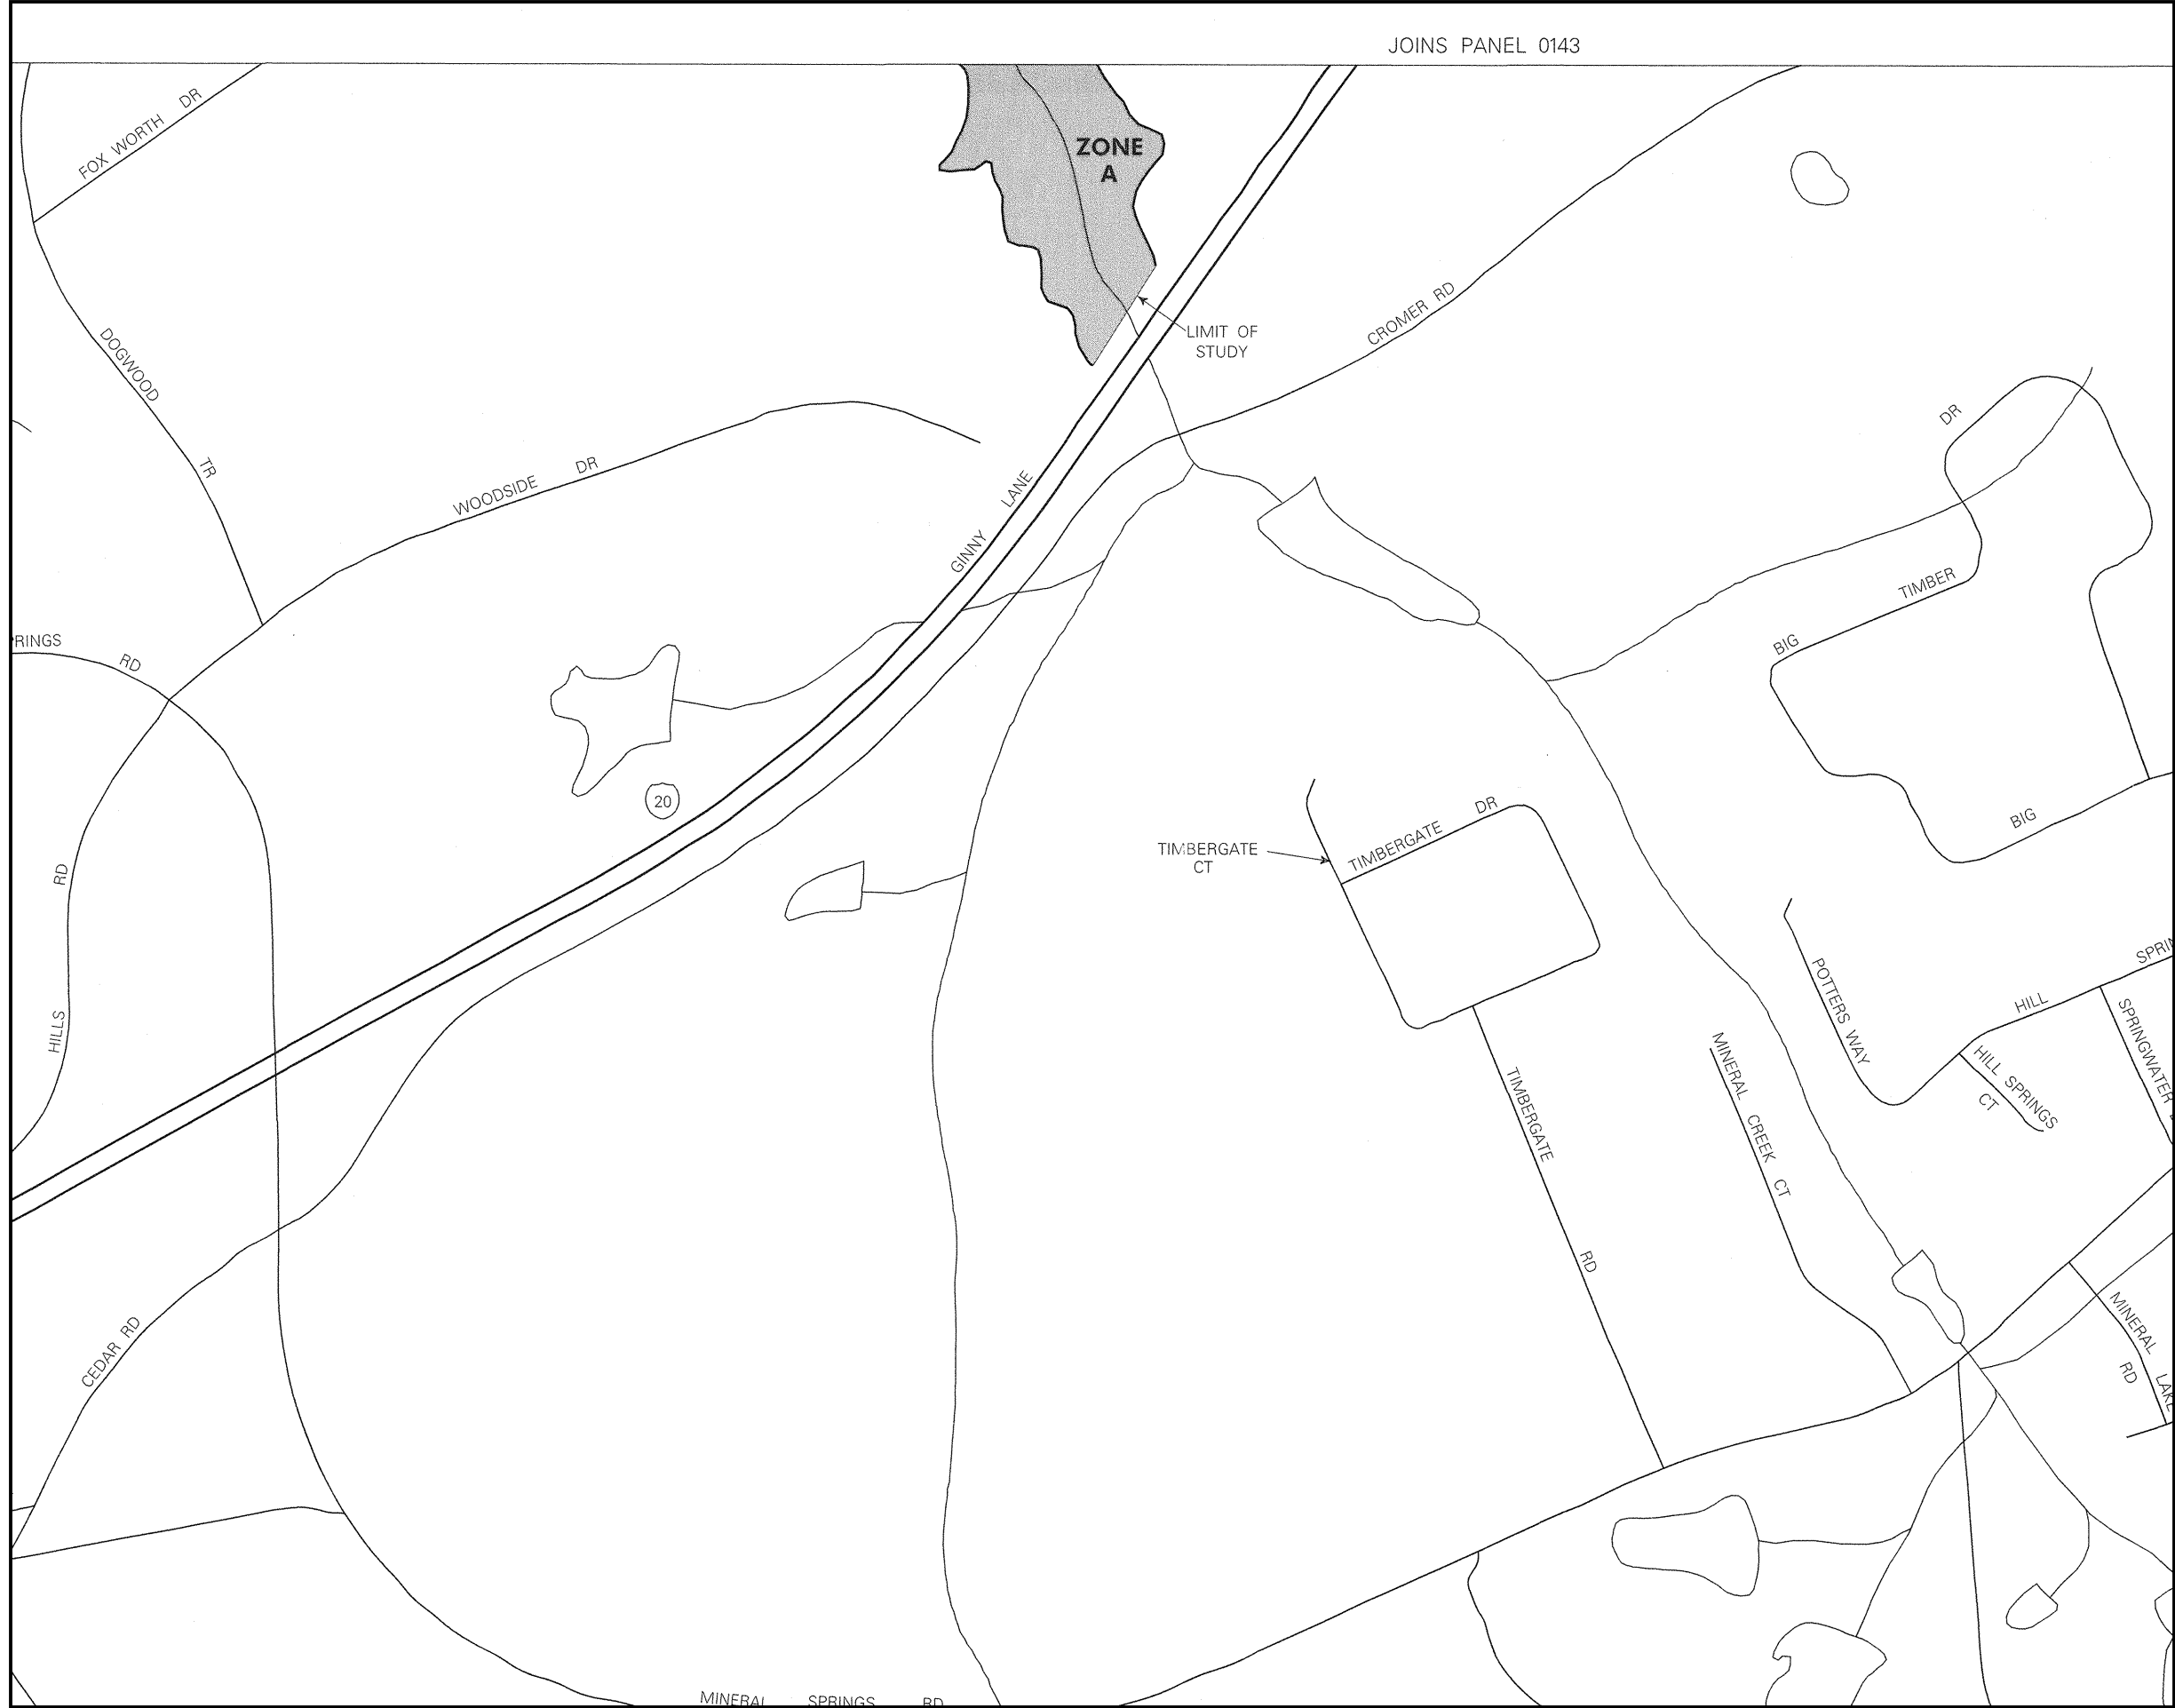 JOINS PANEL 0143
FOX WORTH DR
ZONE
A
LIMIT OF
STUDY
CROMER RD
DOGWOOD TR
WOODSIDE DR
GINNY LANE
DR
TIMBER
BIG
RINGS RD
20
TIMBERGATE
CT
TIMBERGATE DR
BIG
HILLS RD
POTTERS WAY
HILL SPRIN
SPRINGWATER
HILL SPRINGS
CT
MINERAL CREEK CT
TIMBERGATE RD
CEDAR RD
MINERAL LAKE
RD
MINERAL SPRINGS RD